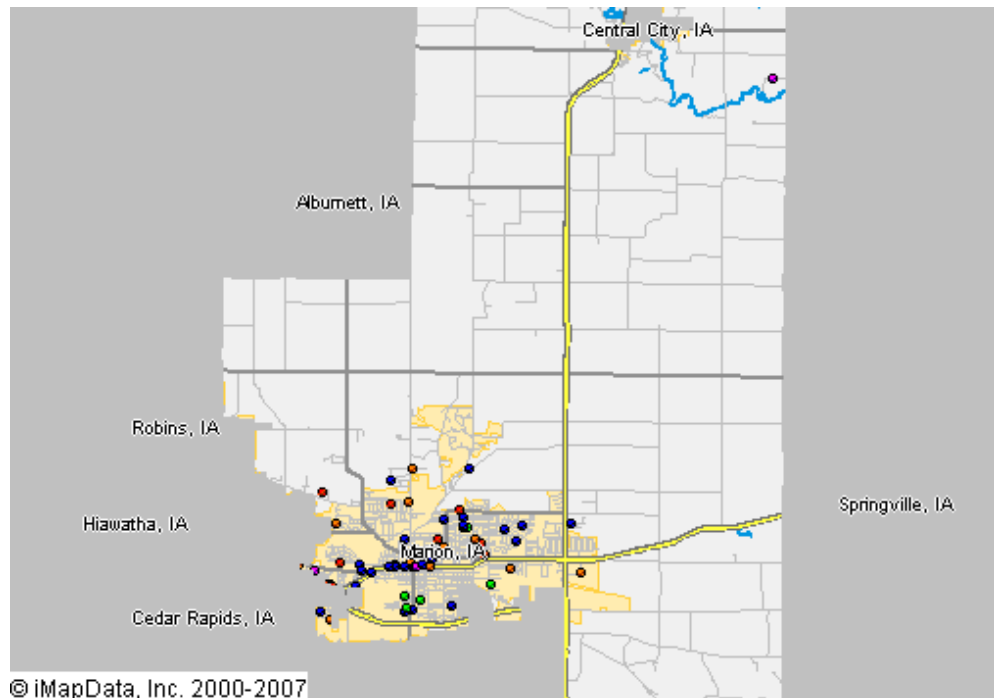 Central City, IA
Alburnett, IA
Robins, IA
Springville, IA
Hiawatha, IA
Marion, IA
Cedar Rapids, IA
© iMapData, Inc. 2000-2007